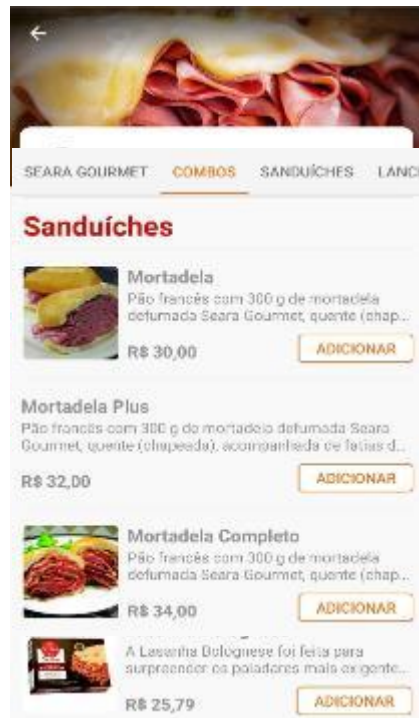 SEARA GOURMET COMBOS SANDUÍCHES LANC
Sanduíches
Mortadela
Pão francês com 300 g de mortadela
defumada Seara Gourmet, quente (chap...
R$ 30,00
ADICIONAR
Mortadela Plus
Pão francês com 300 g de mortadela defumada Seara
Gourmet, quente (chapeada), acompanhada de fatias d...
R$ 32,00
ADICIONAR
Mortadela Completo
Pão francês com 300 g de mortadela
defumada Seara Gourmet, quente (chap...
R$ 34,00
ADICIONAR
A Lasanha Bolognese foi feita para
surpreender os paladares mais exigente...
R$ 25,79
ADICIONAR